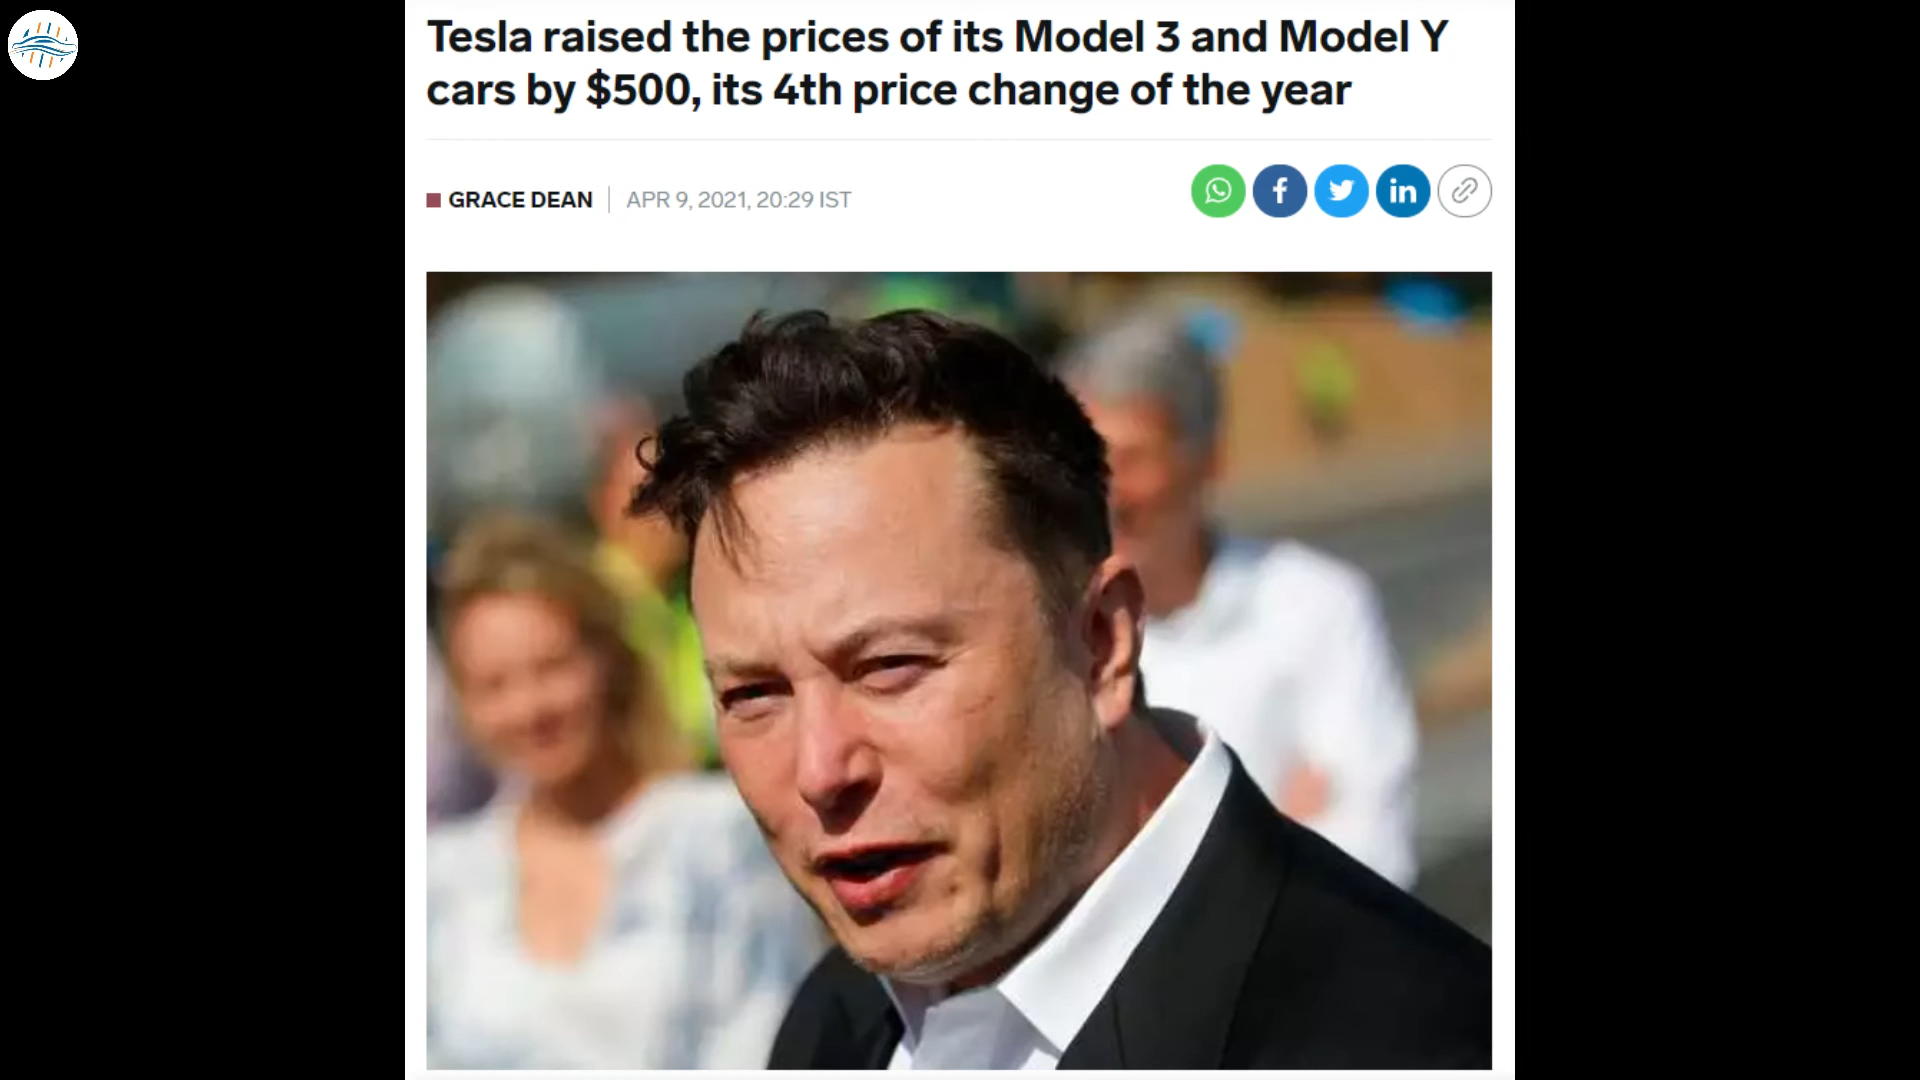 Tesla raised the prices of its Model 3 and Model Y
cars by $500, its 4th price change of the year
GRACE DEAN
APR 9, 2021, 20:29 IST